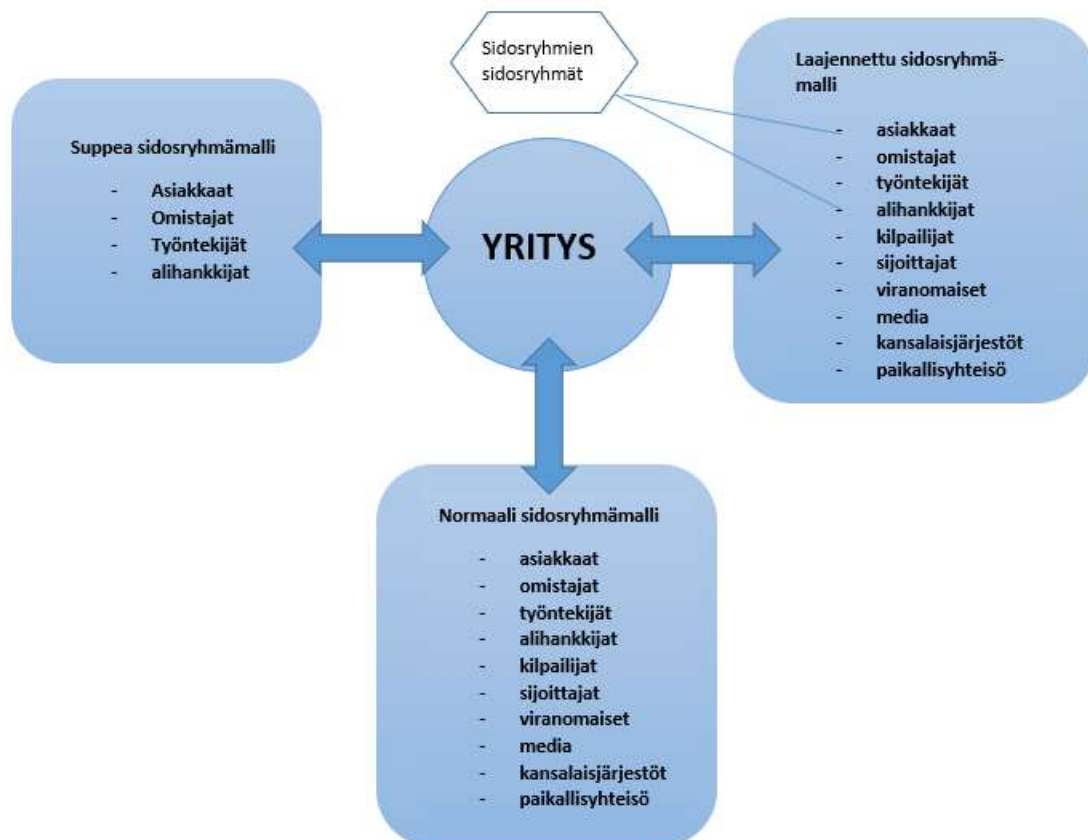 Sidosryhmien
sidosryhmät
Suppea sidosryhmämalli
- Asiakkaat
- Omistajat
- Työntekijät
- alihankkijat
YRITYS
Laajennettu sidosryhmä-
malli
- asiakkaat
- omistajat
- työntekijät
- alihankkijat
- kilpailijat
- sijoittajat
- viranomaiset
- media
- kansalaisjärjestöt
- paikallisyhteisö
Normaali sidosryhmämalli
- asiakkaat
- omistajat
- työntekijät
- alihankkijat
- kilpailijat
- sijoittajat
- viranomaiset
- media
- kansalaisjärjestöt
- paikallisyhteisö